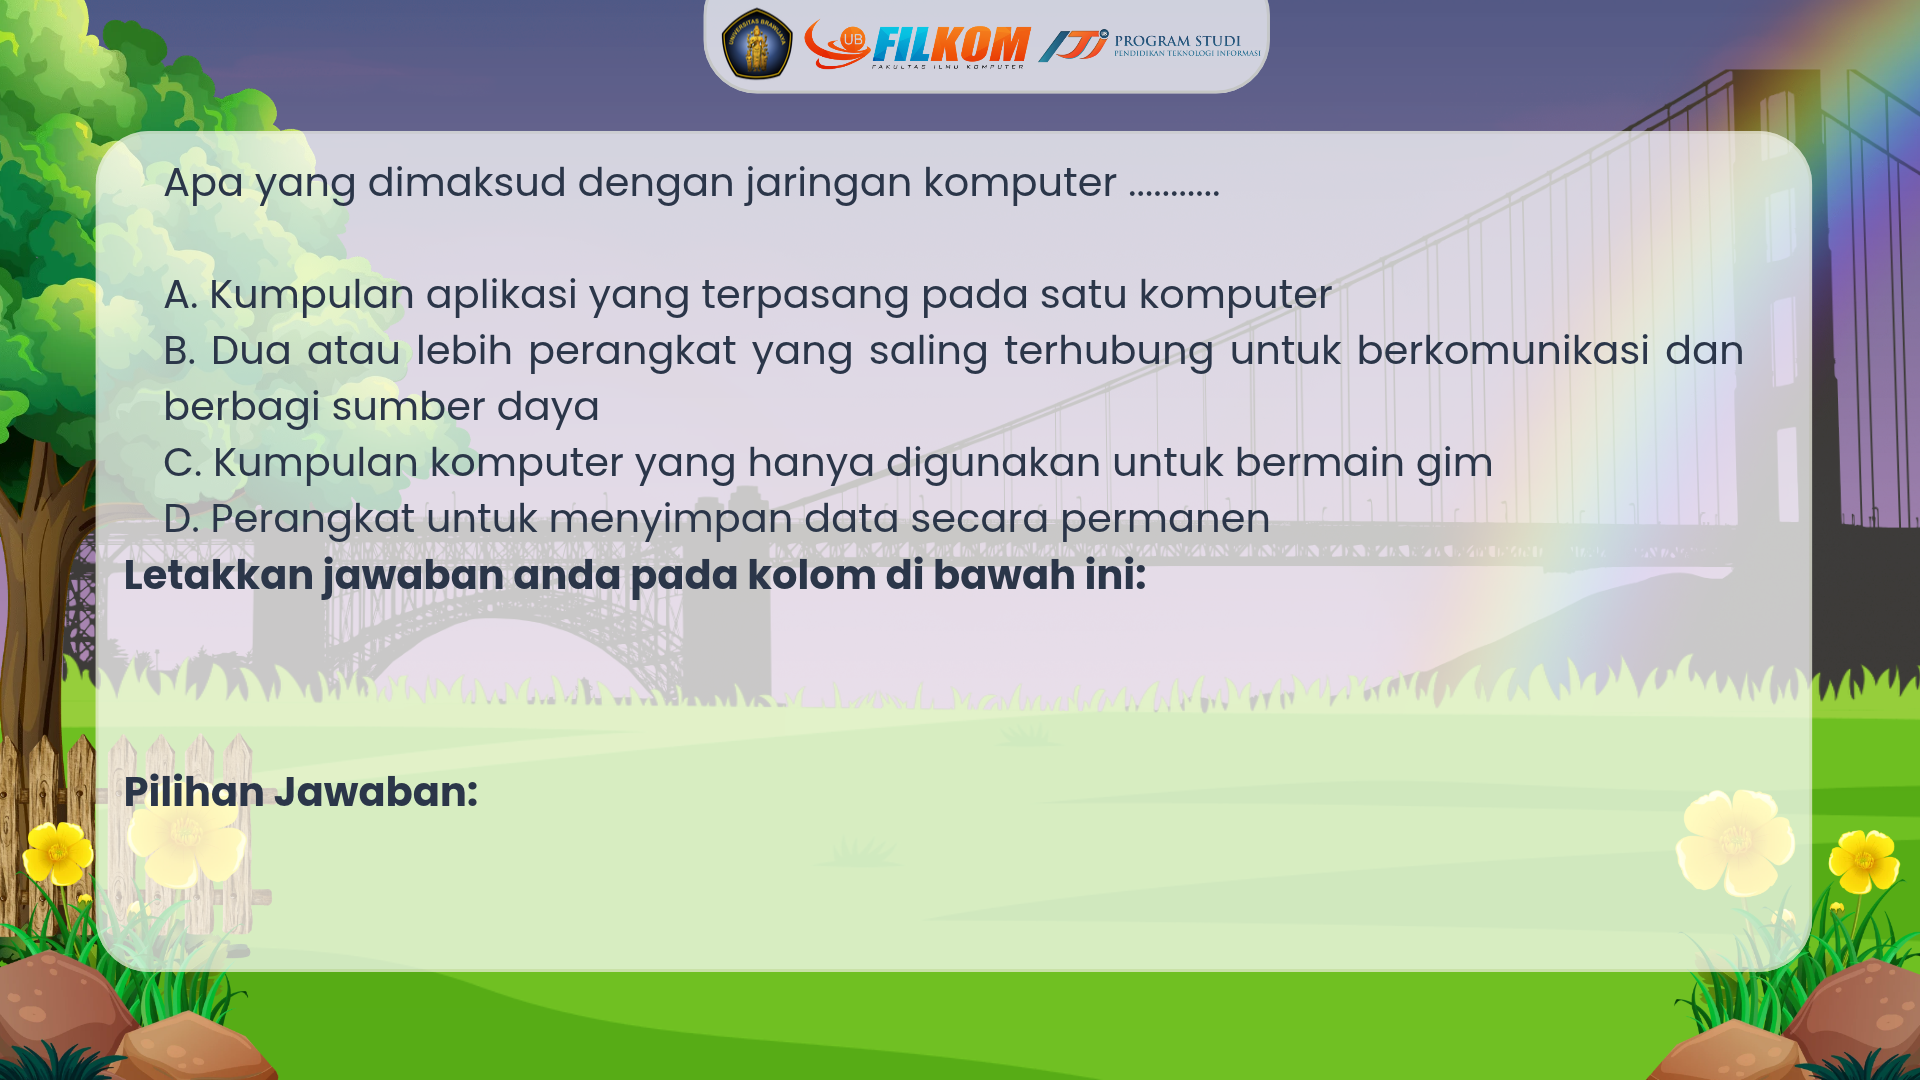 UNIVERSITAS BRAWIJAYA
UB
FILKOM
FAKULTAS ILMU KOMPUTER
PROGRAM STUDI
PENDIDIKAN TEKNOLOGI INFORMASI
Apa yang dimaksud dengan jaringan komputer ...........
A. Kumpulan aplikasi yang terpasang pada satu komputer
B. Dua atau lebih perangkat yang saling terhubung untuk berkomunikasi dan
berbagi sumber daya
C. Kumpulan komputer yang hanya digunakan untuk bermain gim
D. Perangkat untuk menyimpan data secara permanen
Letakkan jawaban anda pada kolom di bawah ini:
Pilihan Jawaban: